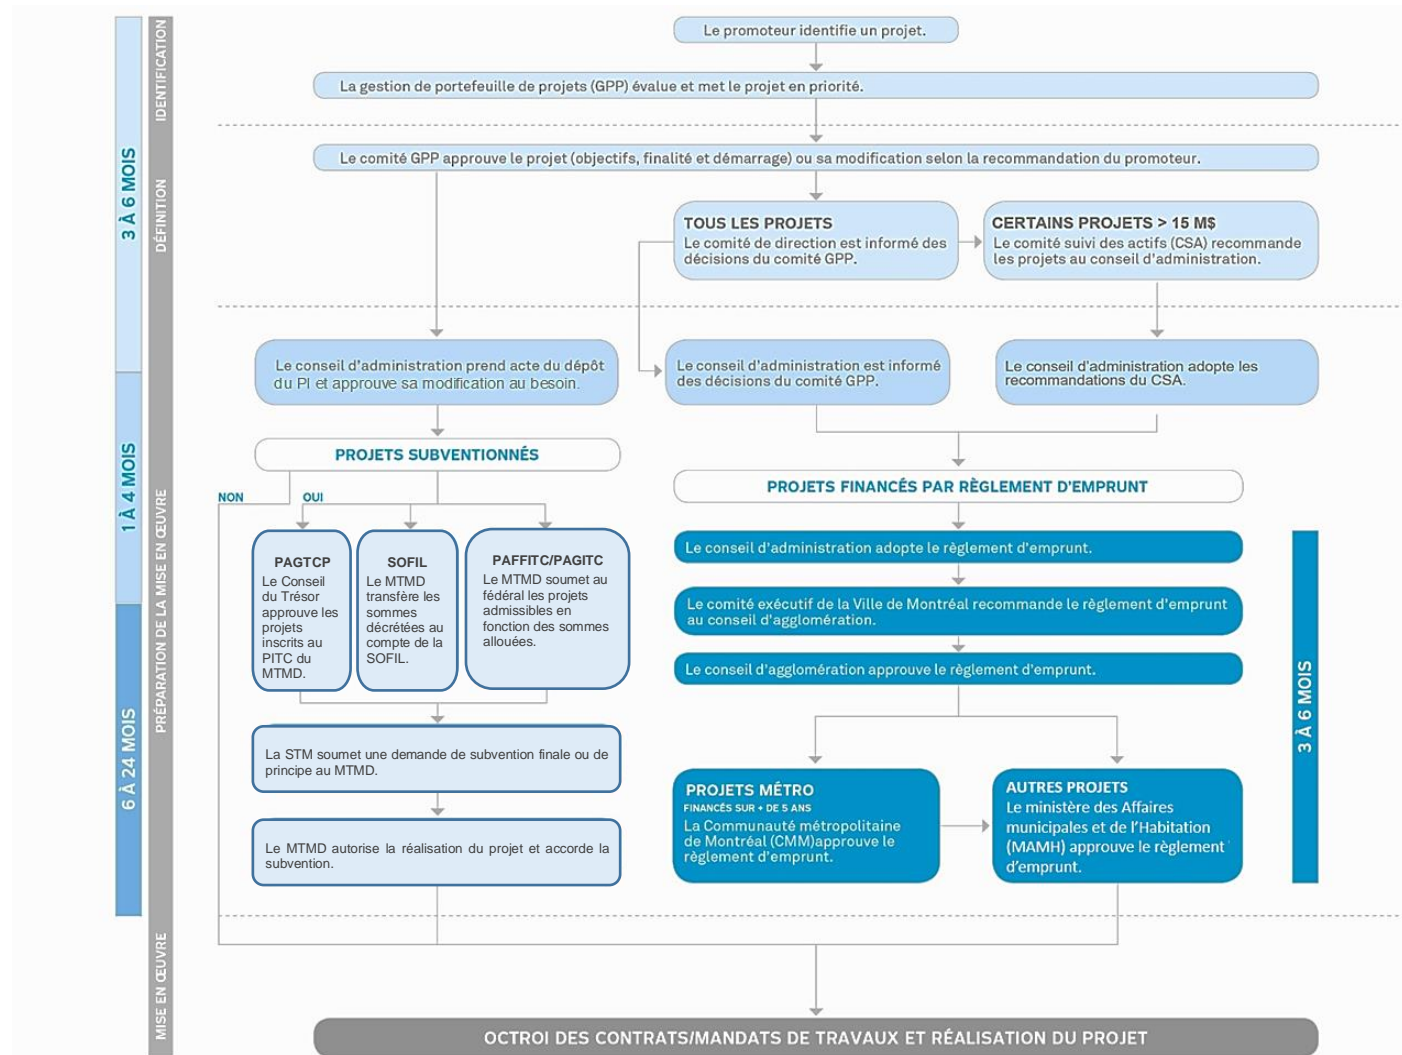 Le promoteur identifie un projet.
La gestion de portefeuille de projets (GPP) évalue et met le projet en priorité.
IDENTIFICATION
3 À 6 MOIS
Le comité GPP approuve le projet (objectifs, finalité et démarrage) ou sa modification selon la recommandation du promoteur.
DÉFINITION
TOUS LES PROJETS
Le comité de direction est informé des
décisions du comité GPP.
CERTAINS PROJETS > 15 M$
Le comité suivi des actifs (CSA) recommande
les projets au conseil d'administration.
Le conseil d'administration prend acte du dépôt
du PI et approuve sa modification au besoin.
Le conseil d'administration est informé
des décisions du comité GPP.
Le conseil d'administration adopte les
recommandations du CSA.
1 À 4 MOIS
PRÉPARATION DE LA MISE EN ŒUVRE
PROJETS SUBVENTIONNÉS
NON
OUI
PAGTCP
Le Conseil
du Trésor
approuve les
projets
inscrits au
PITC du
MTMD.
SOFIL
Le MTMD
transfère les
sommes
décrétées au
compte de la
SOFIL.
PAFFITC/PAGITC
Le MTMD soumet au
fédéral les projets
admissibles en
fonction des sommes
allouées.
6 À 24 MOIS
La STM soumet une demande de subvention finale ou de
principe au MTMD.
Le MTMD autorise la réalisation du projet et accorde la
subvention.
PROJETS FINANCÉS PAR RÈGLEMENT D'EMPRUNT
Le conseil d'administration adopte le règlement d'emprunt.
Le comité exécutif de la Ville de Montréal recommande le règlement d'emprunt
au conseil d'agglomération.
Le conseil d'agglomération approuve le règlement d'emprunt.
3 À 6 MOIS
PROJETS MÉTRO
FINANCÉS SUR + DE 5 ANS
La Communauté métropolitaine
de Montréal (CMM)approuve le
règlement d'emprunt.
AUTRES PROJETS
Le ministère des Affaires
municipales et de l'Habitation
(MAMH) approuve le règlement
d'emprunt.
MISE EN ŒUVRE
OCTROI DES CONTRATS/MANDATS DE TRAVAUX ET RÉALISATION DU PROJET